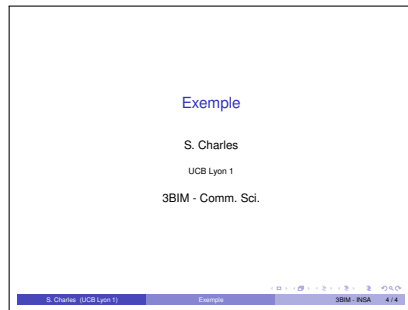 Exemple
S. Charles
UCB Lyon 1
3BIM - Comm. Sci.
S. Charles (UCB Lyon 1) Exemple 3BIM - INSA 4 / 4